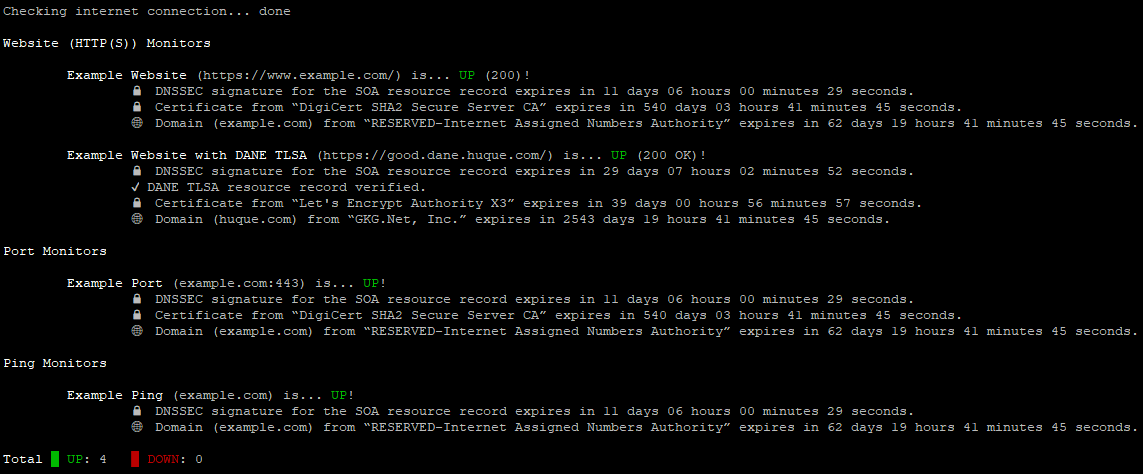 Checking internet connection... done
Website (HTTP(S)) Monitors
Example Website (https://www.example.com/) is... UP (200)!
🔒 DNSSEC signature for the SOA resource record expires in 11 days 06 hours 00 minutes 29 seconds.
🔒 Certificate from “DigiCert SHA2 Secure Server CA” expires in 540 days 03 hours 41 minutes 45 seconds.
🌐 Domain (example.com) from “RESERVED-Internet Assigned Numbers Authority” expires in 62 days 19 hours 41 minutes 45 seconds.
Example Website with DANE TLSA (https://good.dane.huque.com/) is... UP (200 OK)!
🔒 DNSSEC signature for the SOA resource record expires in 29 days 07 hours 02 minutes 52 seconds.
✓ DANE TLSA resource record verified.
🔒 Certificate from “Let's Encrypt Authority X3” expires in 39 days 00 hours 56 minutes 57 seconds.
🌐 Domain (huque.com) from “GKG.Net, Inc.” expires in 2543 days 19 hours 41 minutes 45 seconds.
Port Monitors
Example Port (example.com:443) is... UP!
🔒 DNSSEC signature for the SOA resource record expires in 11 days 06 hours 00 minutes 29 seconds.
🔒 Certificate from “DigiCert SHA2 Secure Server CA” expires in 540 days 03 hours 41 minutes 45 seconds.
🌐 Domain (example.com) from “RESERVED-Internet Assigned Numbers Authority” expires in 62 days 19 hours 41 minutes 45 seconds.
Ping Monitors
Example Ping (example.com) is... UP!
🔒 DNSSEC signature for the SOA resource record expires in 11 days 06 hours 00 minutes 29 seconds.
🌐 Domain (example.com) from “RESERVED-Internet Assigned Numbers Authority” expires in 62 days 19 hours 41 minutes 45 seconds.
Total █ UP: 4 █ DOWN: 0